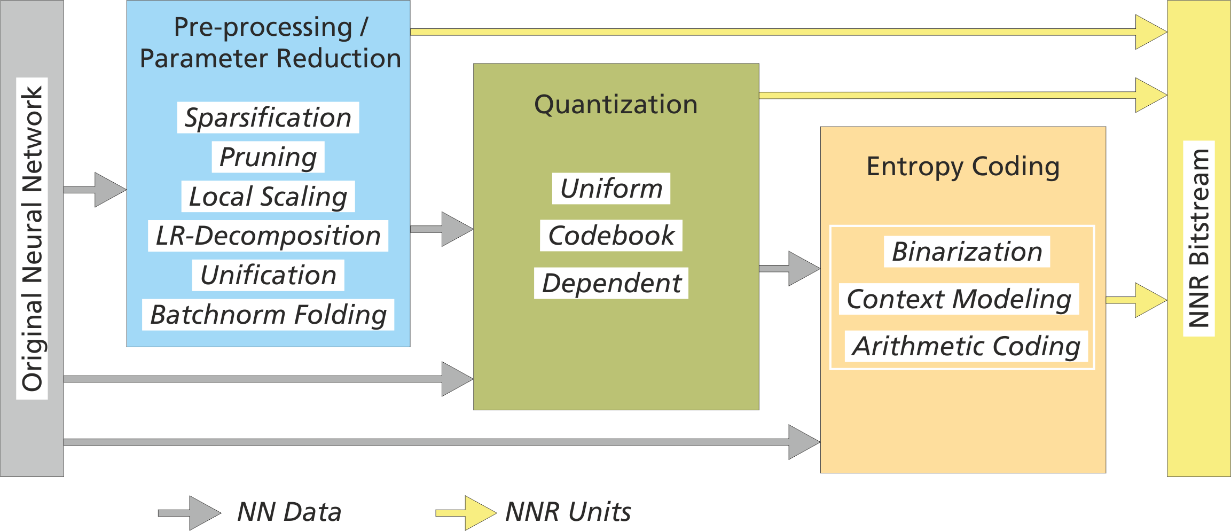 Original Neural Network
Pre-processing /
Parameter Reduction
Sparsification
Pruning
Local Scaling
LR-Decomposition
Unification
Batchnorm Folding
Quantization
Uniform
Codebook
Dependent
Entropy Coding
Binarization
Context Modeling
Arithmetic Coding
NNR Bitstream
NN Data
NNR Units